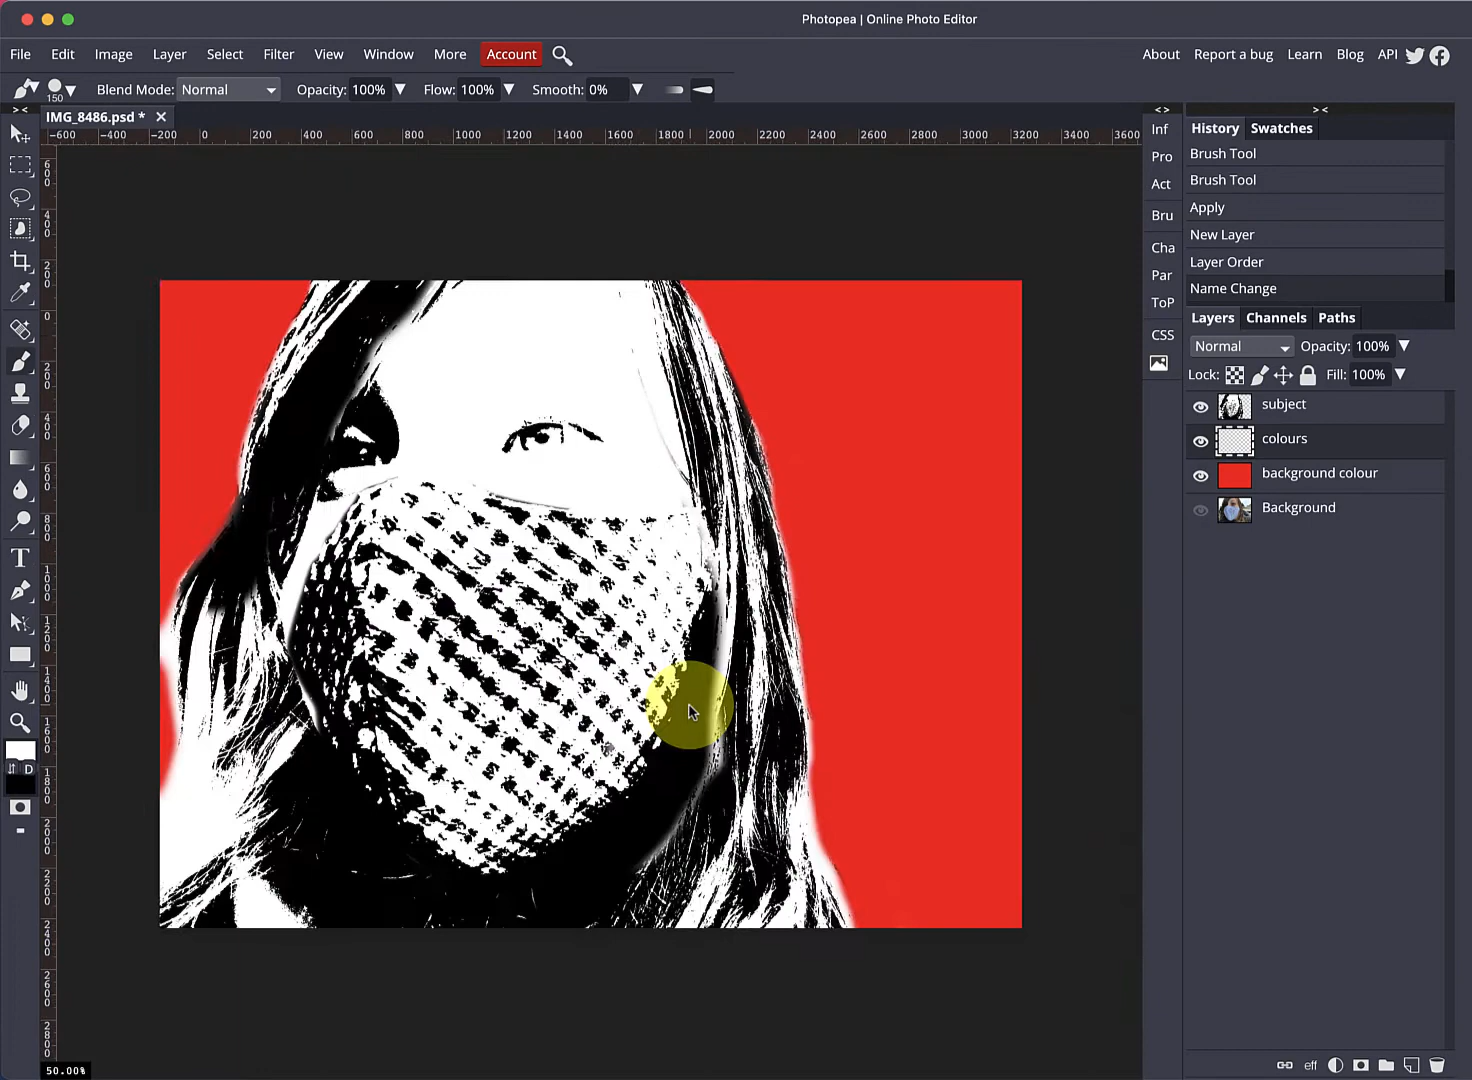 Photopea | Online Photo Editor
File Edit Image Layer Select Filter View Window More Account About Report a bug Learn Blog API
150 Blend Mode: Normal Opacity: 100% Flow: 100% Smooth: 0%
> < IMG_8486.psd * < > > <
-600 -400 -200 0 200 400 600 800 1000 1200 1400 1600 1800 2000 2200 2400 2600 2800 3000 3200 3400 3600
Inf History Swatches
Brush Tool
Pro
Brush Tool
Act
Apply
Bru
New Layer
Cha
Layer Order
Par
Name Change
ToP
Layers Channels Paths
CSS
Normal Opacity: 100%
Lock: Fill: 100%
subject
colours
background colour
Background
600
400
200
0
200
400
600
800
1000
1200
1400
1600
1800
2000
2200
2400
2600
2800
T
D
eff
50.00%